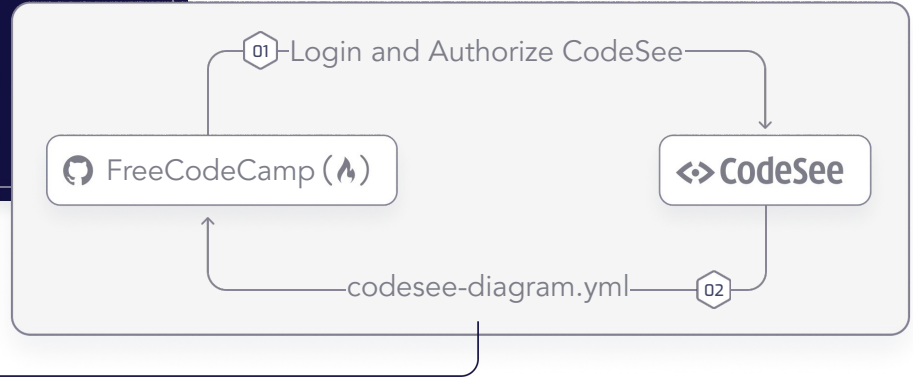 01 Login and Authorize CodeSee
FreeCodeCamp (🔥)
CodeSee
codesee-diagram.yml 02